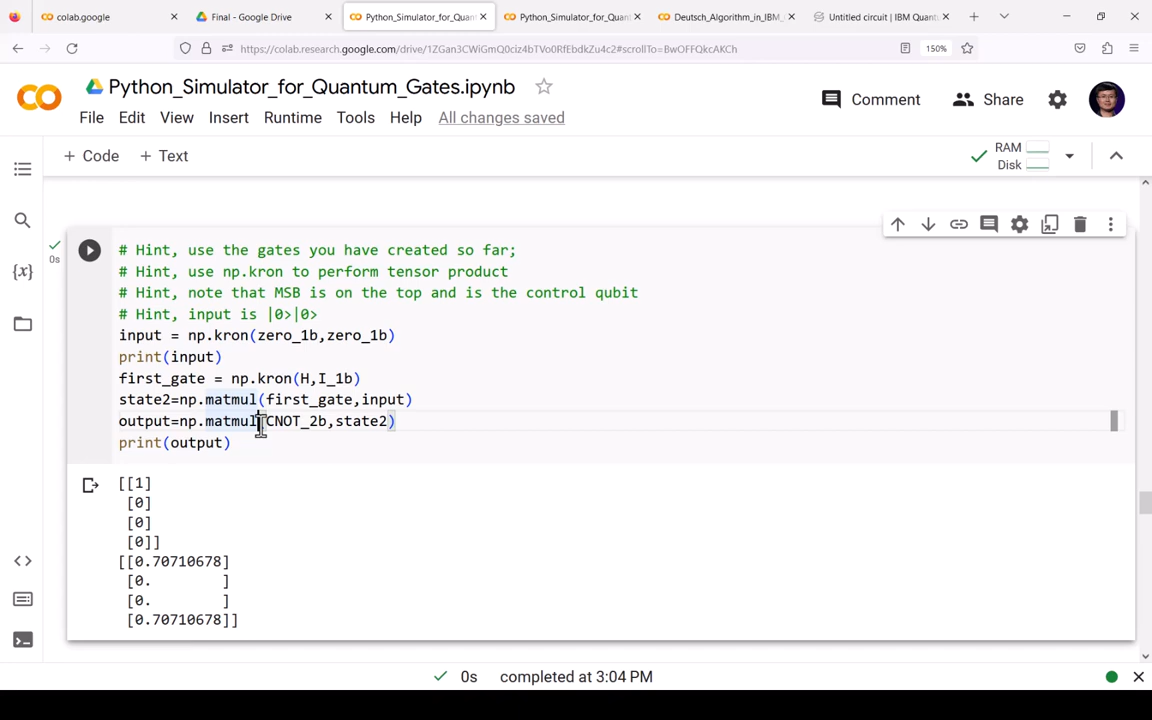 colab.google
Final - Google Drive
Python_Simulator_for_Quan
Python_Simulator_for_Quan
Deutsch_Algorithm_in_IBM_
Untitled circuit | IBM Quantu
https://colab.research.google.com/drive/1ZGan3CWiGmQ0ciz4bTVo0RfEbdkZu4c2#scrollTo=BwOFFQkcAKCh
150%
Python_Simulator_for_Quantum_Gates.ipynb
Comment
Share
File Edit View Insert Runtime Tools Help All changes saved
+ Code + Text
RAM
Disk
{x}
0s
# Hint, use the gates you have created so far;
# Hint, use np.kron to perform tensor product
# Hint, note that MSB is on the top and is the control qubit
# Hint, input is |0>|0>
input = np.kron(zero_1b,zero_1b)
print(input)
first_gate = np.kron(H,I_1b)
state2=np.matmul(first_gate,input)
output=np.matmul(CNOT_2b,state2)
print(output)
[[1]
[0]
[0]
[0]]
[[0.70710678]
[0. ]
[0. ]
[0.70710678]]
0s completed at 3:04 PM